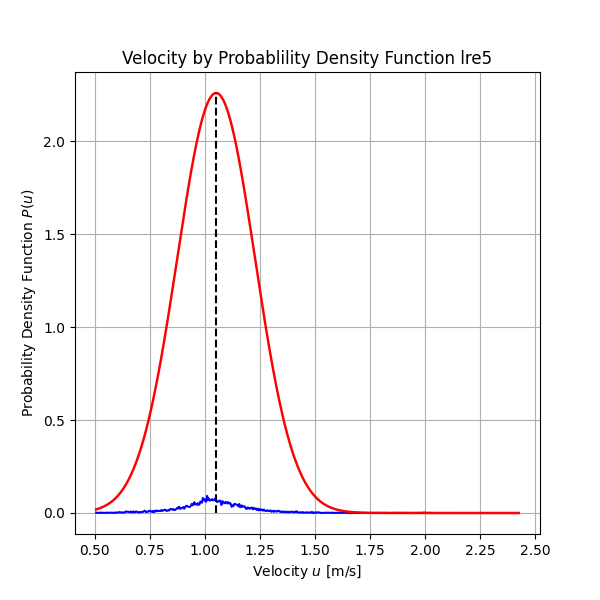 Velocity by Probablility Density Function lre5
Probability Density Function P(u)
2.0
1.5
1.0
0.5
0.0
0.50 0.75 1.00 1.25 1.50 1.75 2.00 2.25 2.50
Velocity u [m/s]